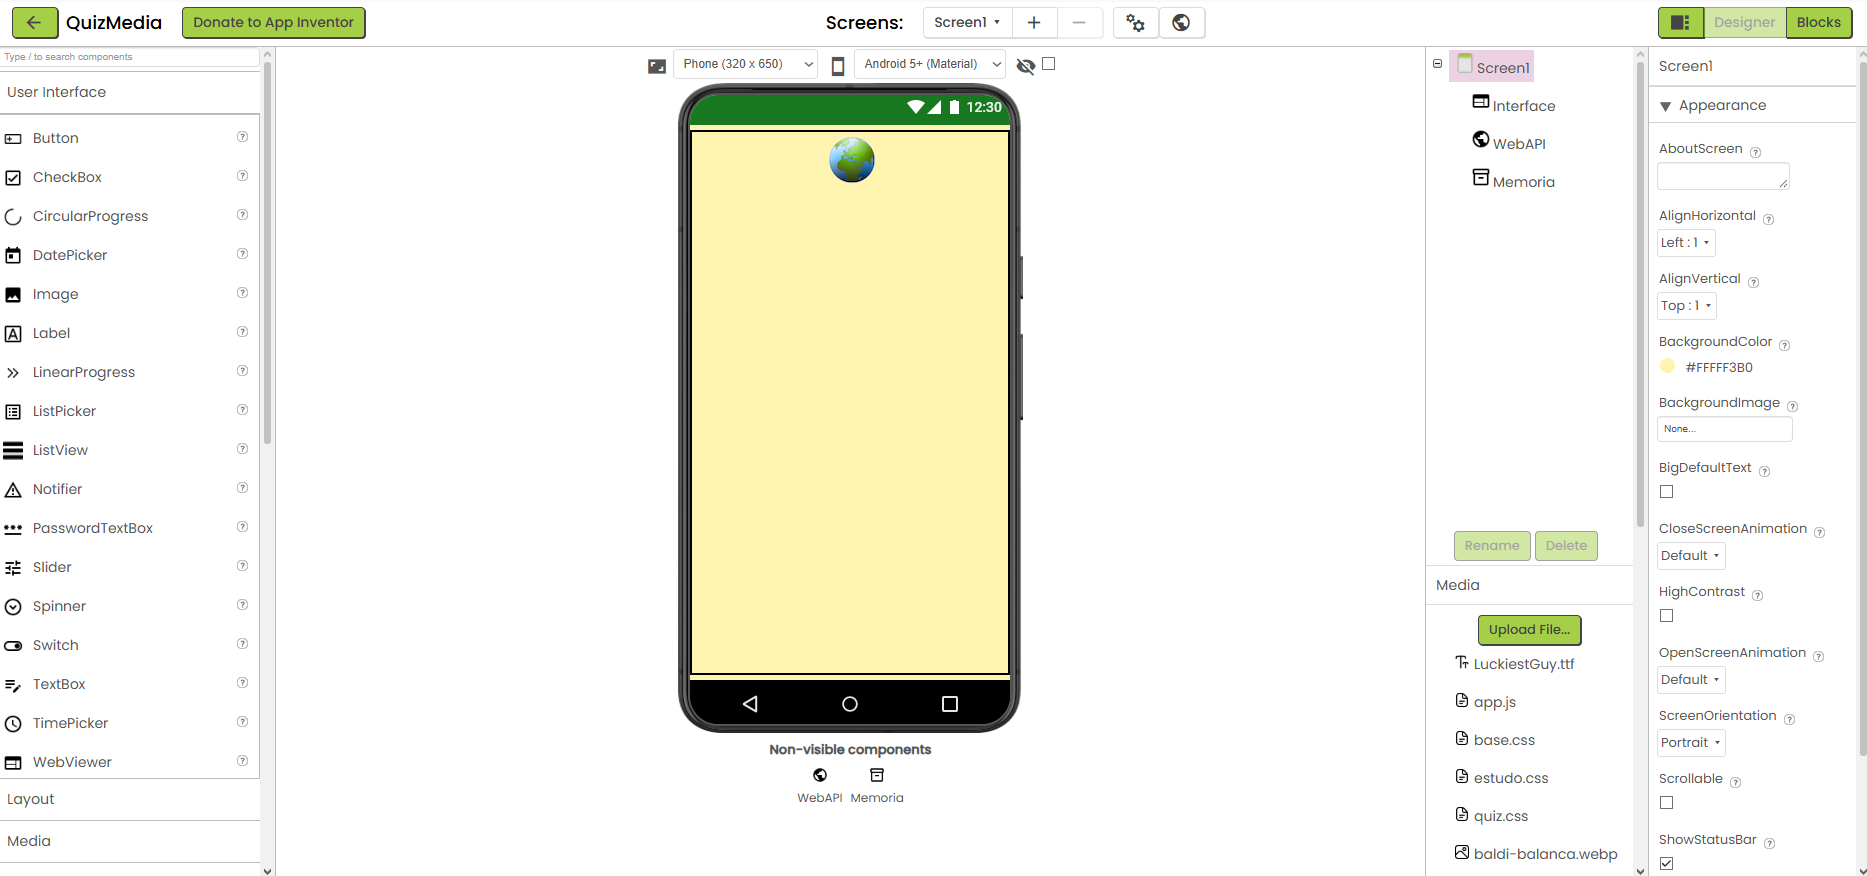 QuizMedia
Donate to App Inventor
Screens:
Screen1
Designer
Blocks
Type / to search components
User Interface
Button
CheckBox
CircularProgress
DatePicker
Image
Label
LinearProgress
ListPicker
ListView
Notifier
PasswordTextBox
Slider
Spinner
Switch
TextBox
TimePicker
WebViewer
Layout
Media
Phone (320 x 650)
Android 5+ (Material)
12:30
Non-visible components
WebAPI
Memoria
Screen1
Interface
WebAPI
Memoria
Rename
Delete
Media
Upload File...
LuckiestGuy.ttf
app.js
base.css
estudo.css
quiz.css
baldi-balanca.webp
Screen1
Appearance
AboutScreen
AlignHorizontal
Left : 1
AlignVertical
Top : 1
BackgroundColor
#FFFFF3B0
BackgroundImage
None...
BigDefaultText
CloseScreenAnimation
Default
HighContrast
OpenScreenAnimation
Default
ScreenOrientation
Portrait
Scrollable
ShowStatusBar